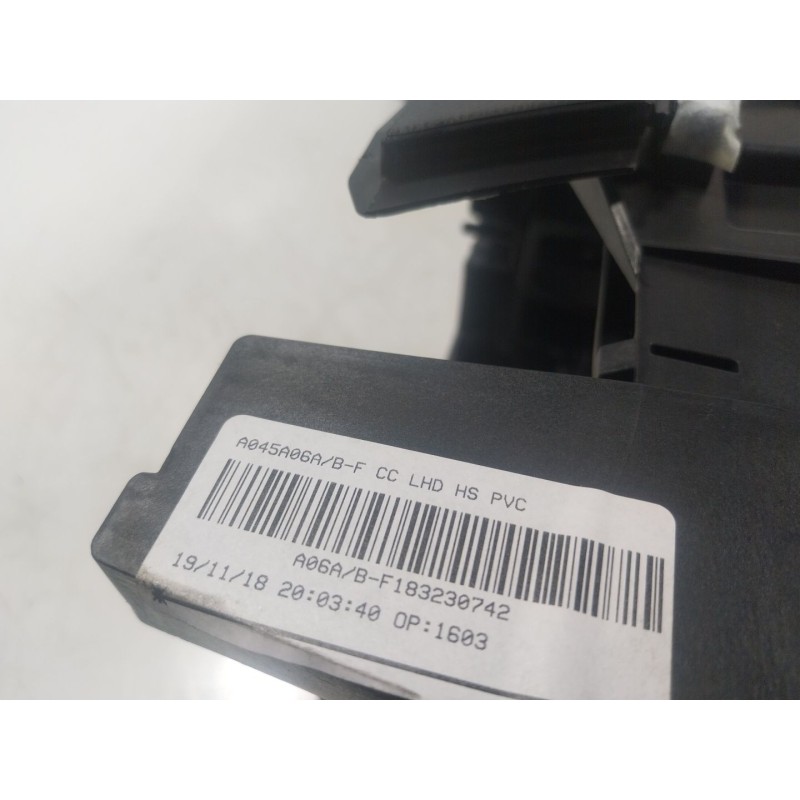 A045A06A/B-F CC LHD HS PVC
A06A/B-F183230742
19/11/18 20:03:40 OP:1603